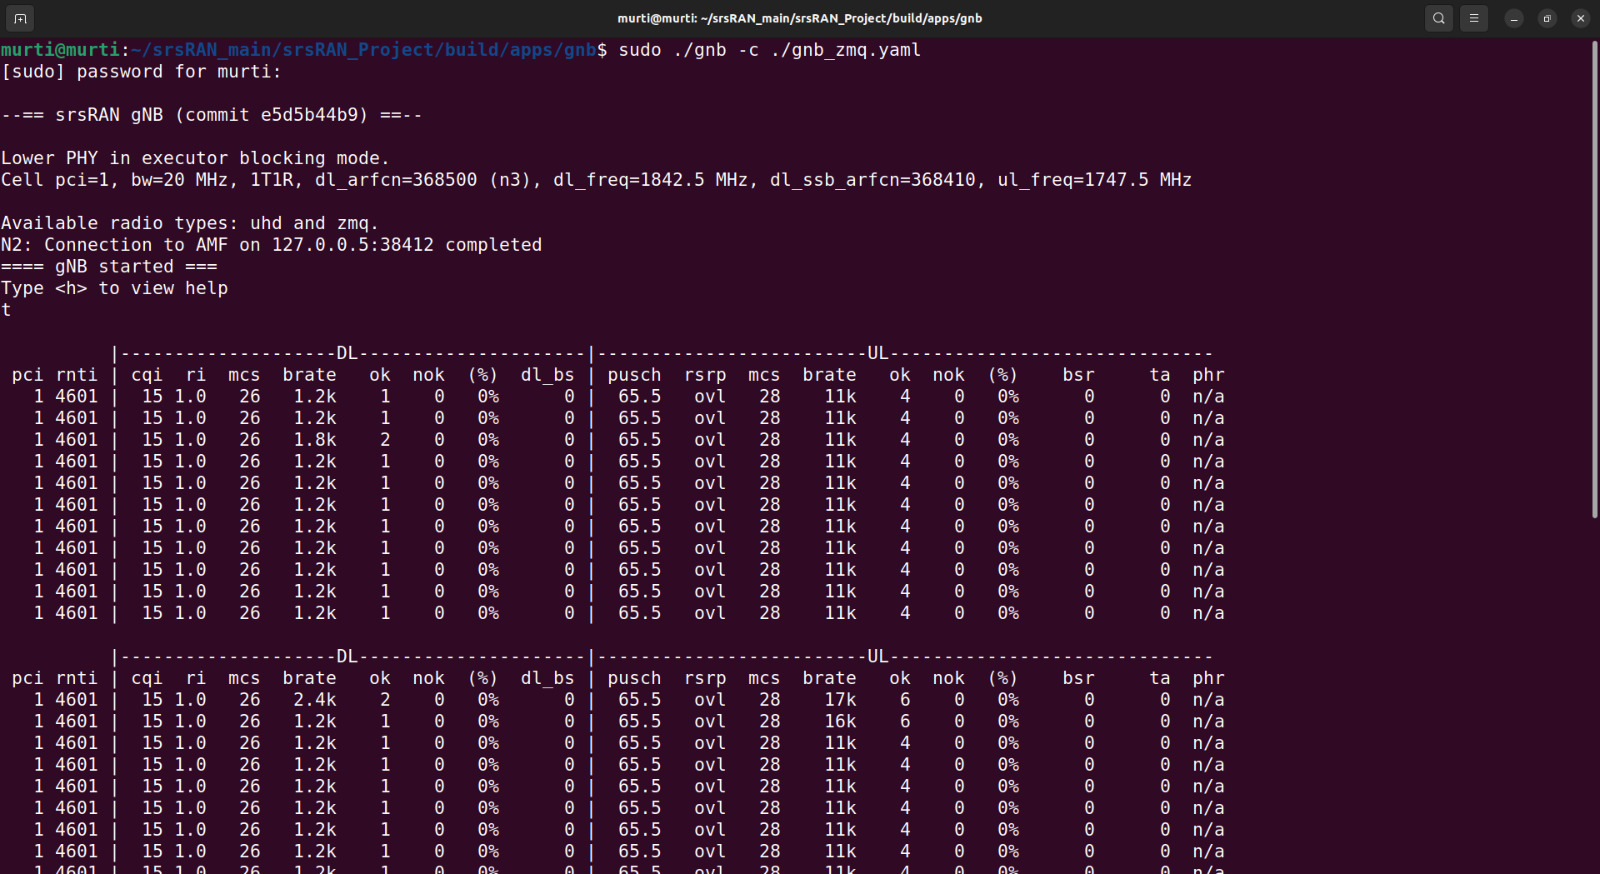 murti@murti: ~/srsRAN_main/srsRAN_Project/build/apps/gnb
murti@murti:~/srsRAN_main/srsRAN_Project/build/apps/gnb$ sudo ./gnb -c ./gnb_zmq.yaml
[sudo] password for murti:
--== srsRAN gNB (commit e5d5b44b9) ==--
Lower PHY in executor blocking mode.
Cell pci=1, bw=20 MHz, 1T1R, dl_arfcn=368500 (n3), dl_freq=1842.5 MHz, dl_ssb_arfcn=368410, ul_freq=1747.5 MHz
Available radio types: uhd and zmq.
N2: Connection to AMF on 127.0.0.5:38412 completed
==== gNB started ===
Type <h> to view help
t
|--------------------DL---------------------|-------------------------UL------------------------------
pci rnti | cqi ri mcs brate ok nok (%) dl_bs | pusch rsrp mcs brate ok nok (%) bsr ta phr
1 4601 | 15 1.0 26 1.2k 1 0 0% 0 | 65.5 ovl 28 11k 4 0 0% 0 0 n/a
1 4601 | 15 1.0 26 1.2k 1 0 0% 0 | 65.5 ovl 28 11k 4 0 0% 0 0 n/a
1 4601 | 15 1.0 26 1.8k 2 0 0% 0 | 65.5 ovl 28 11k 4 0 0% 0 0 n/a
1 4601 | 15 1.0 26 1.2k 1 0 0% 0 | 65.5 ovl 28 11k 4 0 0% 0 0 n/a
1 4601 | 15 1.0 26 1.2k 1 0 0% 0 | 65.5 ovl 28 11k 4 0 0% 0 0 n/a
1 4601 | 15 1.0 26 1.2k 1 0 0% 0 | 65.5 ovl 28 11k 4 0 0% 0 0 n/a
1 4601 | 15 1.0 26 1.2k 1 0 0% 0 | 65.5 ovl 28 11k 4 0 0% 0 0 n/a
1 4601 | 15 1.0 26 1.2k 1 0 0% 0 | 65.5 ovl 28 11k 4 0 0% 0 0 n/a
1 4601 | 15 1.0 26 1.2k 1 0 0% 0 | 65.5 ovl 28 11k 4 0 0% 0 0 n/a
1 4601 | 15 1.0 26 1.2k 1 0 0% 0 | 65.5 ovl 28 11k 4 0 0% 0 0 n/a
1 4601 | 15 1.0 26 1.2k 1 0 0% 0 | 65.5 ovl 28 11k 4 0 0% 0 0 n/a
|--------------------DL---------------------|-------------------------UL------------------------------
pci rnti | cqi ri mcs brate ok nok (%) dl_bs | pusch rsrp mcs brate ok nok (%) bsr ta phr
1 4601 | 15 1.0 26 2.4k 2 0 0% 0 | 65.5 ovl 28 17k 6 0 0% 0 0 n/a
1 4601 | 15 1.0 26 1.2k 1 0 0% 0 | 65.5 ovl 28 16k 6 0 0% 0 0 n/a
1 4601 | 15 1.0 26 1.2k 1 0 0% 0 | 65.5 ovl 28 11k 4 0 0% 0 0 n/a
1 4601 | 15 1.0 26 1.2k 1 0 0% 0 | 65.5 ovl 28 11k 4 0 0% 0 0 n/a
1 4601 | 15 1.0 26 1.2k 1 0 0% 0 | 65.5 ovl 28 11k 4 0 0% 0 0 n/a
1 4601 | 15 1.0 26 1.2k 1 0 0% 0 | 65.5 ovl 28 11k 4 0 0% 0 0 n/a
1 4601 | 15 1.0 26 1.2k 1 0 0% 0 | 65.5 ovl 28 11k 4 0 0% 0 0 n/a
1 4601 | 15 1.0 26 1.2k 1 0 0% 0 | 65.5 ovl 28 11k 4 0 0% 0 0 n/a
1 4601 | 15 1.0 26 1.2k 1 0 0% 0 | 65.5 ovl 28 11k 4 0 0% 0 0 n/a